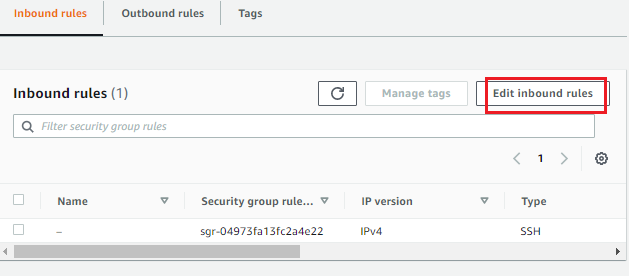 Inbound rules Outbound rules Tags
Inbound rules (1) Manage tags Edit inbound rules
Filter security group rules
1
Name Security group rule... IP version Type
– sgr-04973fa13fc2a4e22 IPv4 SSH